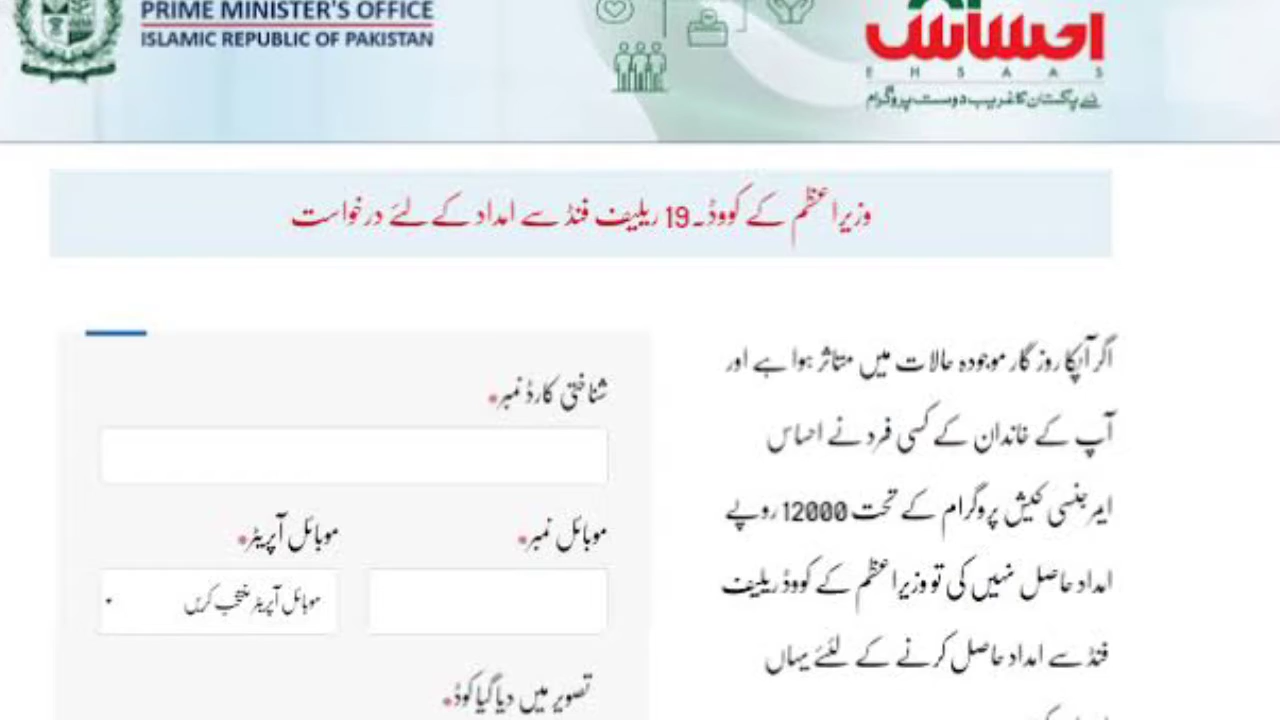 PRIME MINISTER'S OFFICE
ISLAMIC REPUBLIC OF PAKISTAN
احساس
EHSAAS
نئے پاکستان کا غریب دوست پروگرام
وزیراعظم کے کووڈ۔19 ریلیف فنڈ سے امداد کے لئے درخواست
اگر آپکا روز گار موجودہ حالات میں متاثر ہوا ہے اور
آپ کے خاندان کے کسی فرد نے احساس
ایمرجنسی کیش پروگرام کے تحت 12000 روپے
امداد حاصل نہیں کی تو وزیراعظم کے کووڈ ریلیف
فنڈ سے امداد حاصل کرنے کے لئے یہاں
شناختی کارڈ نمبر*
موبائل نمبر*
موبائل آپریٹر*
موبائل آپریٹر منتخب کریں
تصویر میں دیا گیا کوڈ*